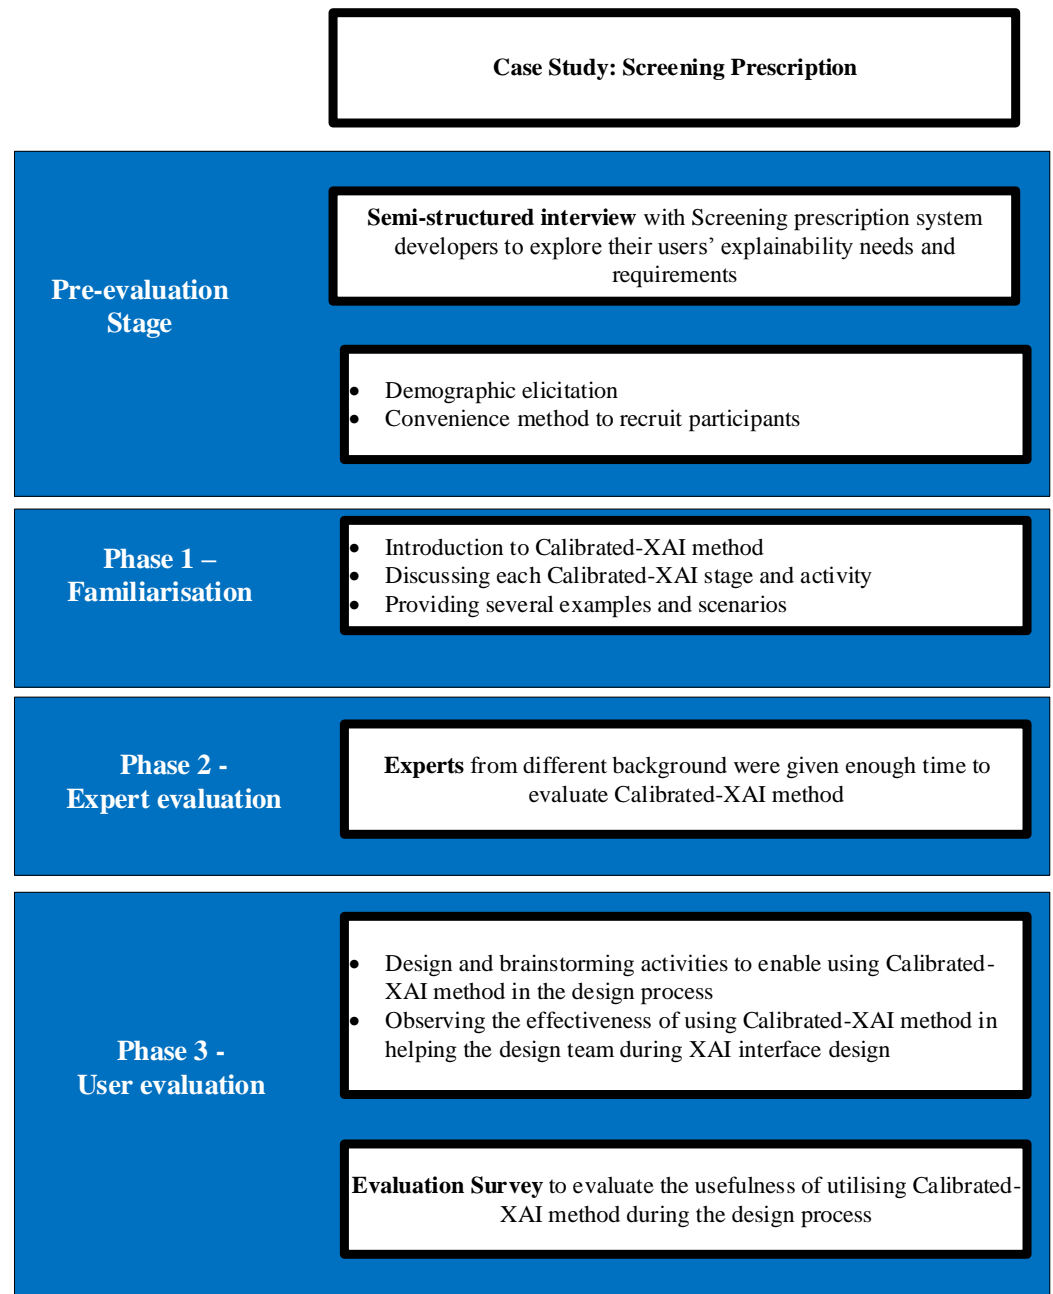 Case Study: Screening Prescription
Pre-evaluation
Stage
Semi-structured interview with Screening prescription system
developers to explore their users’ explainability needs and
requirements
• Demographic elicitation
• Convenience method to recruit participants
Phase 1 –
Familiarisation
• Introduction to Calibrated-XAI method
• Discussing each Calibrated-XAI stage and activity
• Providing several examples and scenarios
Phase 2 -
Expert evaluation
Experts from different background were given enough time to
evaluate Calibrated-XAI method
Phase 3 -
User evaluation
• Design and brainstorming activities to enable using Calibrated-
XAI method in the design process
• Observing the effectiveness of using Calibrated-XAI method in
helping the design team during XAI interface design
Evaluation Survey to evaluate the usefulness of utilising Calibrated-
XAI method during the design process